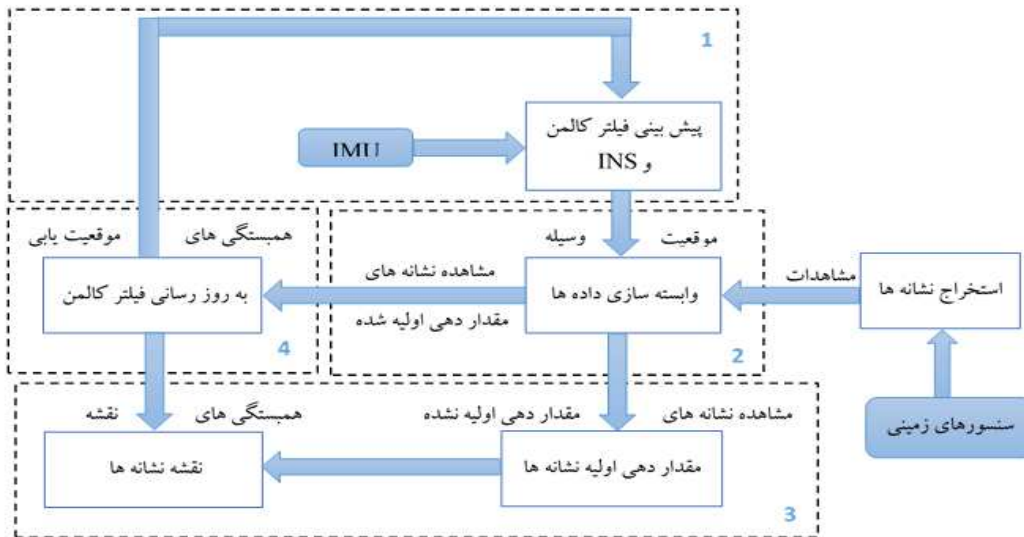 1
پیش بینی فیلتر کالمن
و INS
IMU
موقعیت وسیله
همبستگی های موقعیت یابی
مشاهدات
استخراج نشانه ها
وابسته سازی داده ها
مشاهده نشانه های
مقدار دهی اولیه شده
به روز رسانی فیلتر کالمن
2
4
سنسورهای زمینی
مشاهده نشانه های مقدار دهی اولیه نشده
همبستگی های نقشه
مقدار دهی اولیه نشانه ها
نقشه نشانه ها
3